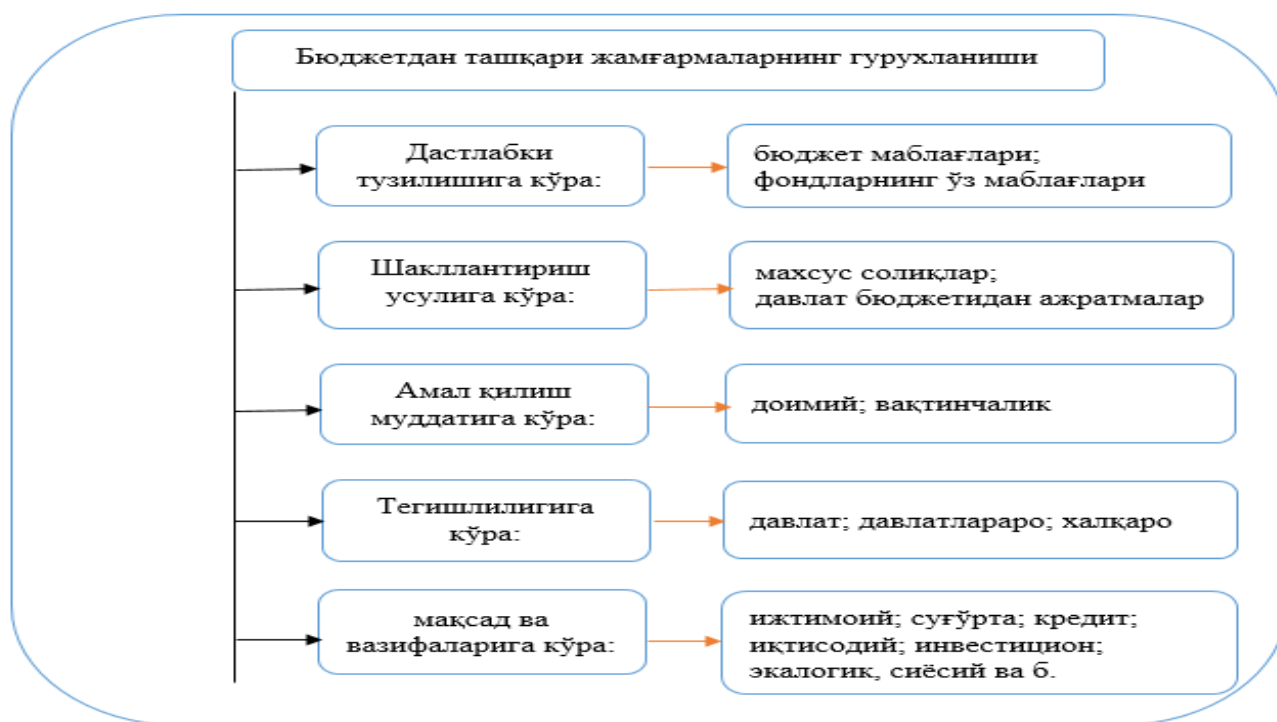 Бюджетдан ташқари жамғармаларнинг гурухланиши
Дастлабки
тузилишига кўра:
бюджет маблағлари;
фондларнинг ўз маблағлари
Шакллантириш
усулига кўра:
махсус солиқлар;
давлат бюджетидан ажратмалар
Амал қилиш
муддатига кўра:
доимий; вақтинчалик
Тегишлилигига
кўра:
давлат; давлатлараро; халқаро
мақсад ва
вазифаларига кўра:
ижтимоий; суғўрта; кредит;
иқтисодий; инвестицион;
экалогик, сиёсий ва б.